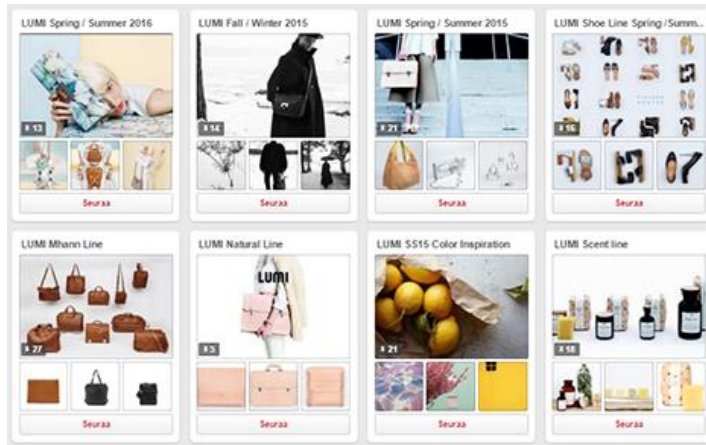 LUMI Spring / Summer 2016
LUMI Fall / Winter 2015
LUMI Spring / Summer 2015
LUMI Shoe Line Spring /Summ...
13
14
21
16
Seuraa
Seuraa
Seuraa
Seuraa
LUMI Mhann Line
LUMI Natural Line
LUMI SS15 Color Inspiration
LUMI Scent line
LUMI
27
5
21
18
Seuraa
Seuraa
Seuraa
Seuraa